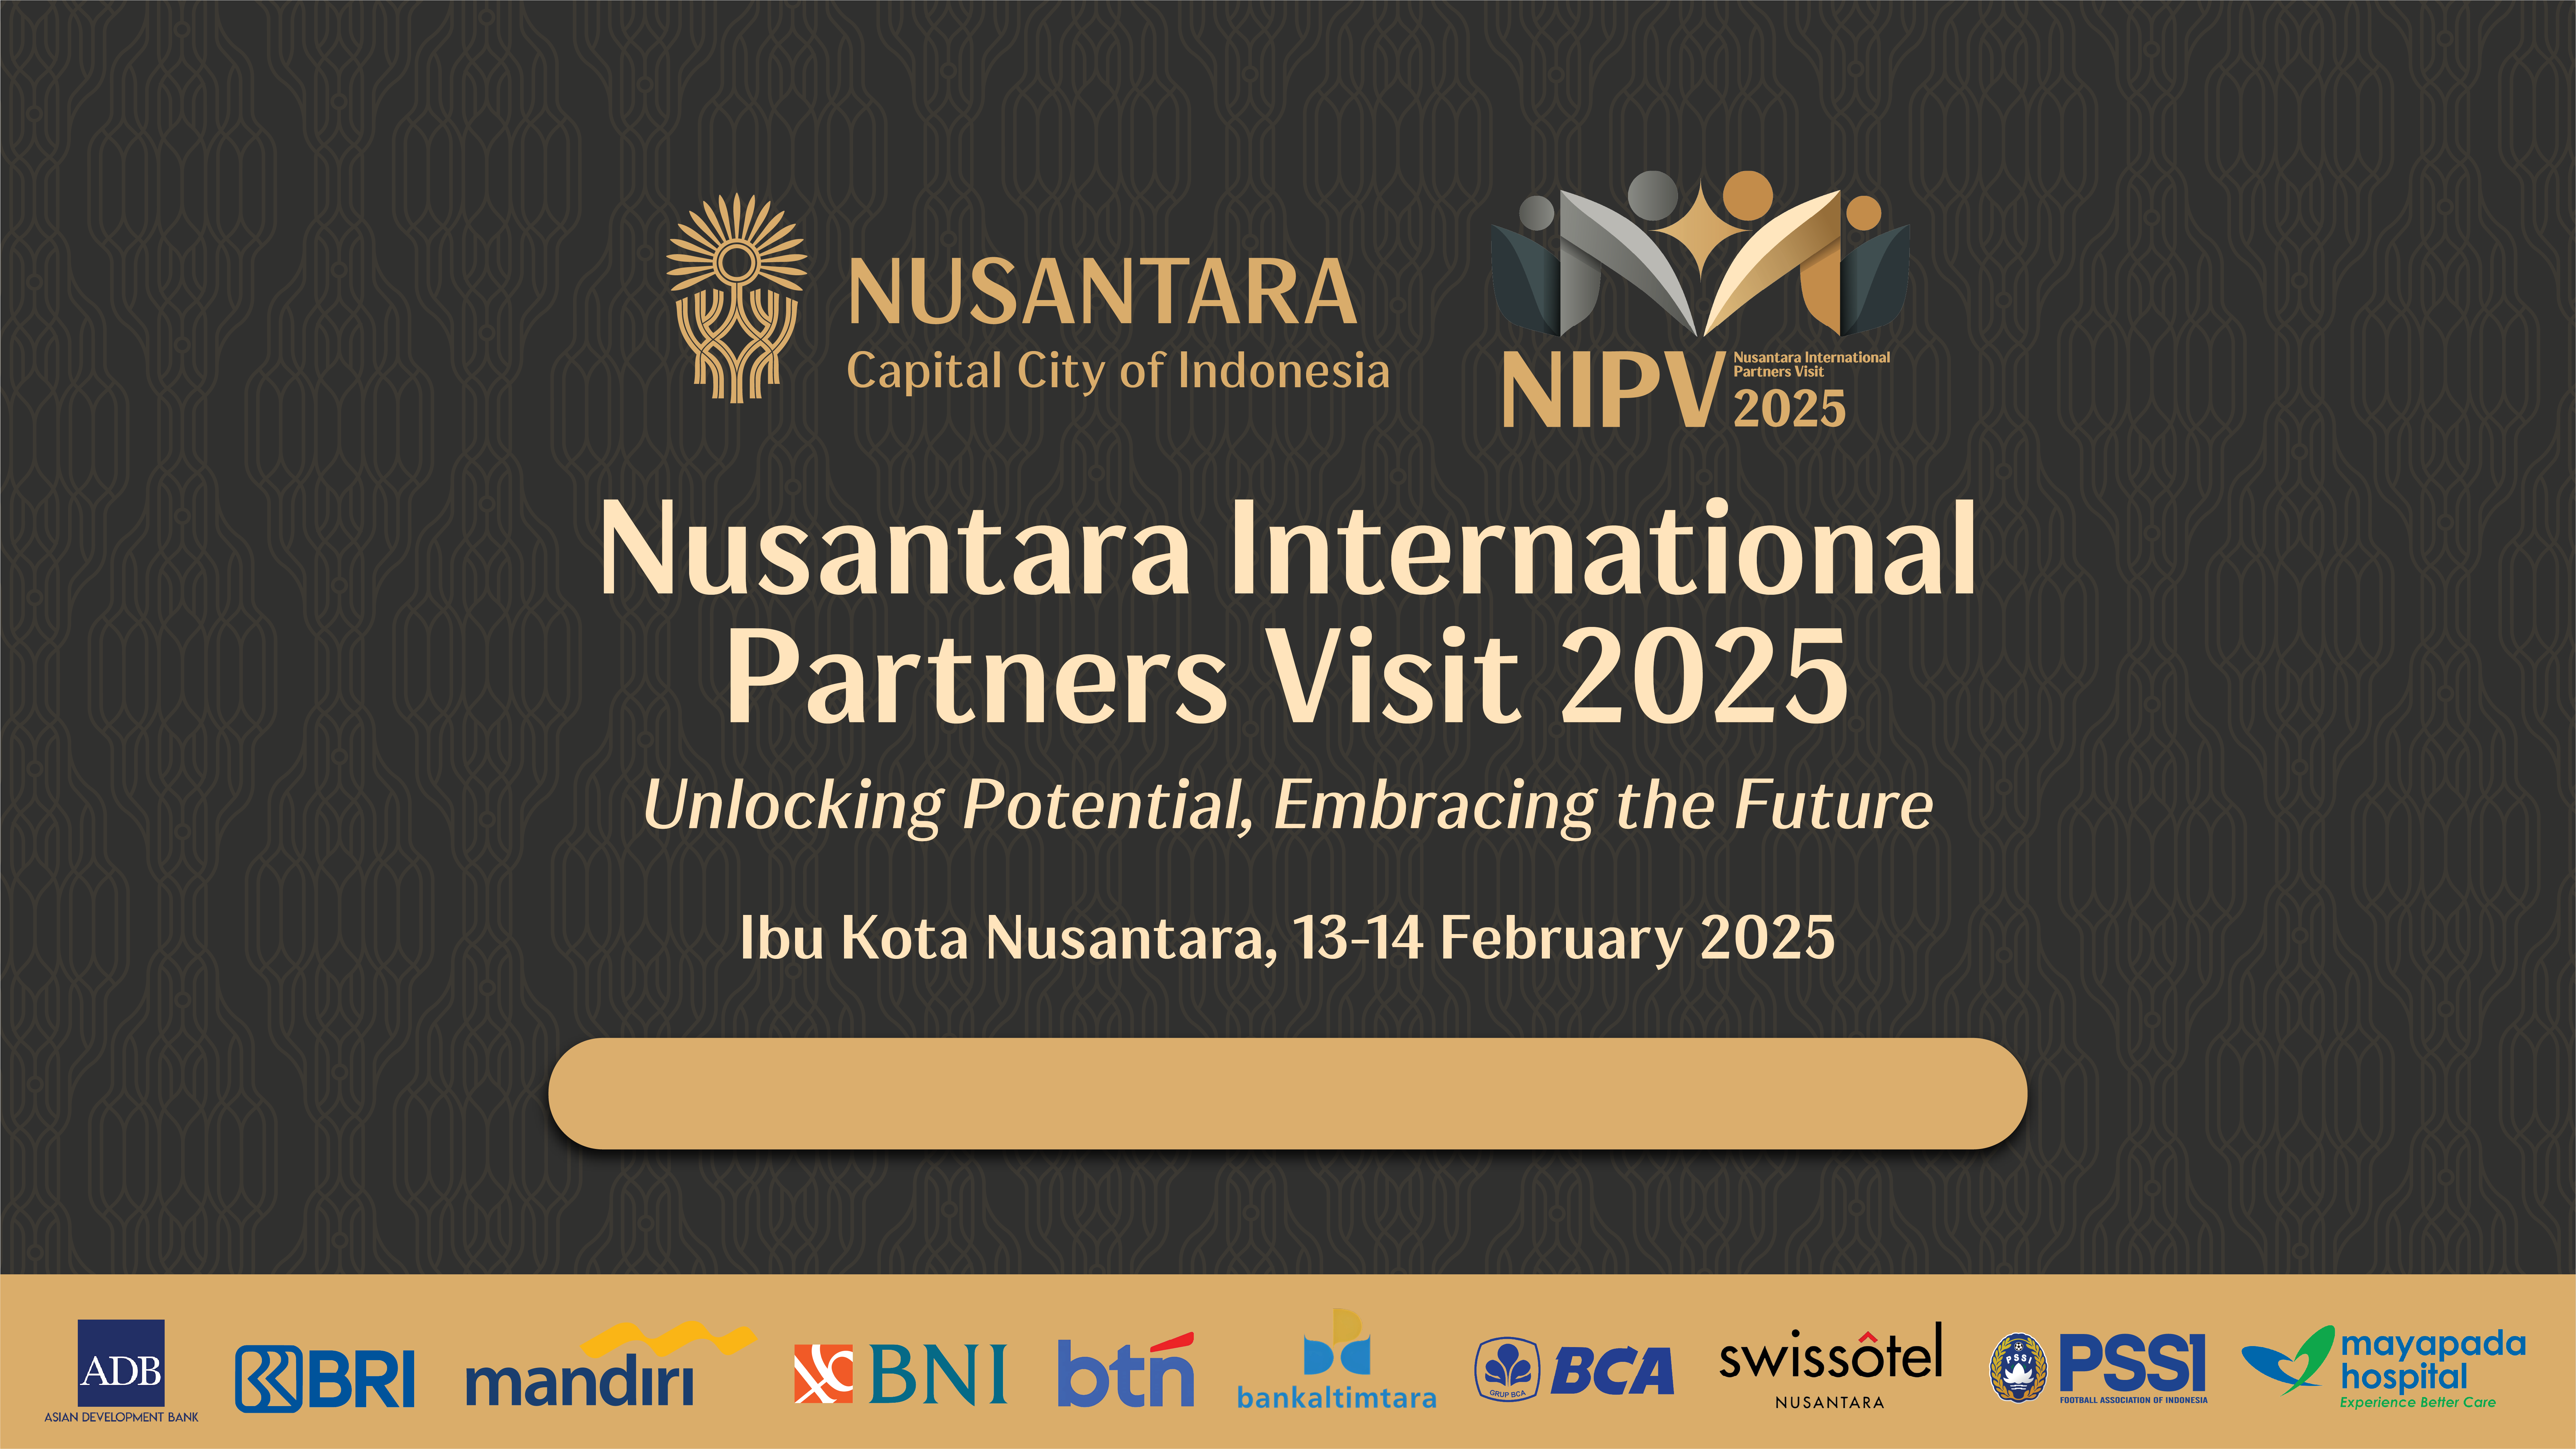 NUSANTARA
Capital City of Indonesia
NIPV
Nusantara International
Partners Visit
2025
Nusantara International
Partners Visit 2025
Unlocking Potential, Embracing the Future
Ibu Kota Nusantara, 13-14 February 2025
ADB
ASIAN DEVELOPMENT BANK
BRI
mandiri
BNI
btn
bankaltimtara
GRUP BCA
BCA
swissôtel
NUSANTARA
PSSI
PSSI
FOOTBALL ASSOCIATION OF INDONESIA
mayapada
hospital
Experience Better Care